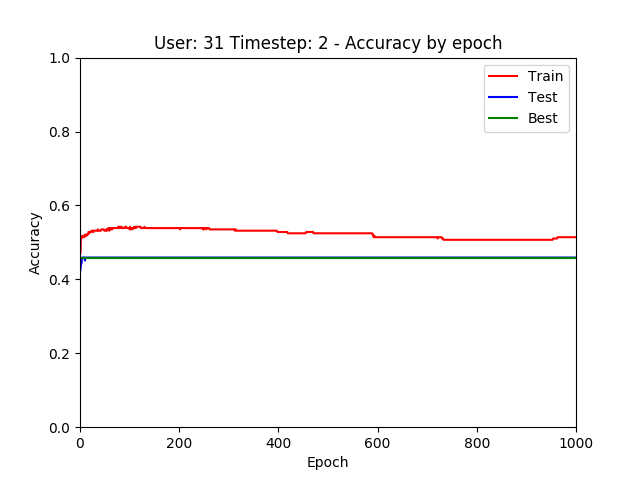 User: 31 Timestep: 2 - Accuracy by epoch
1.0
0.8
0.6
0.4
0.2
0.0
Accuracy
Train
Test
Best
0 200 400 600 800 1000
Epoch